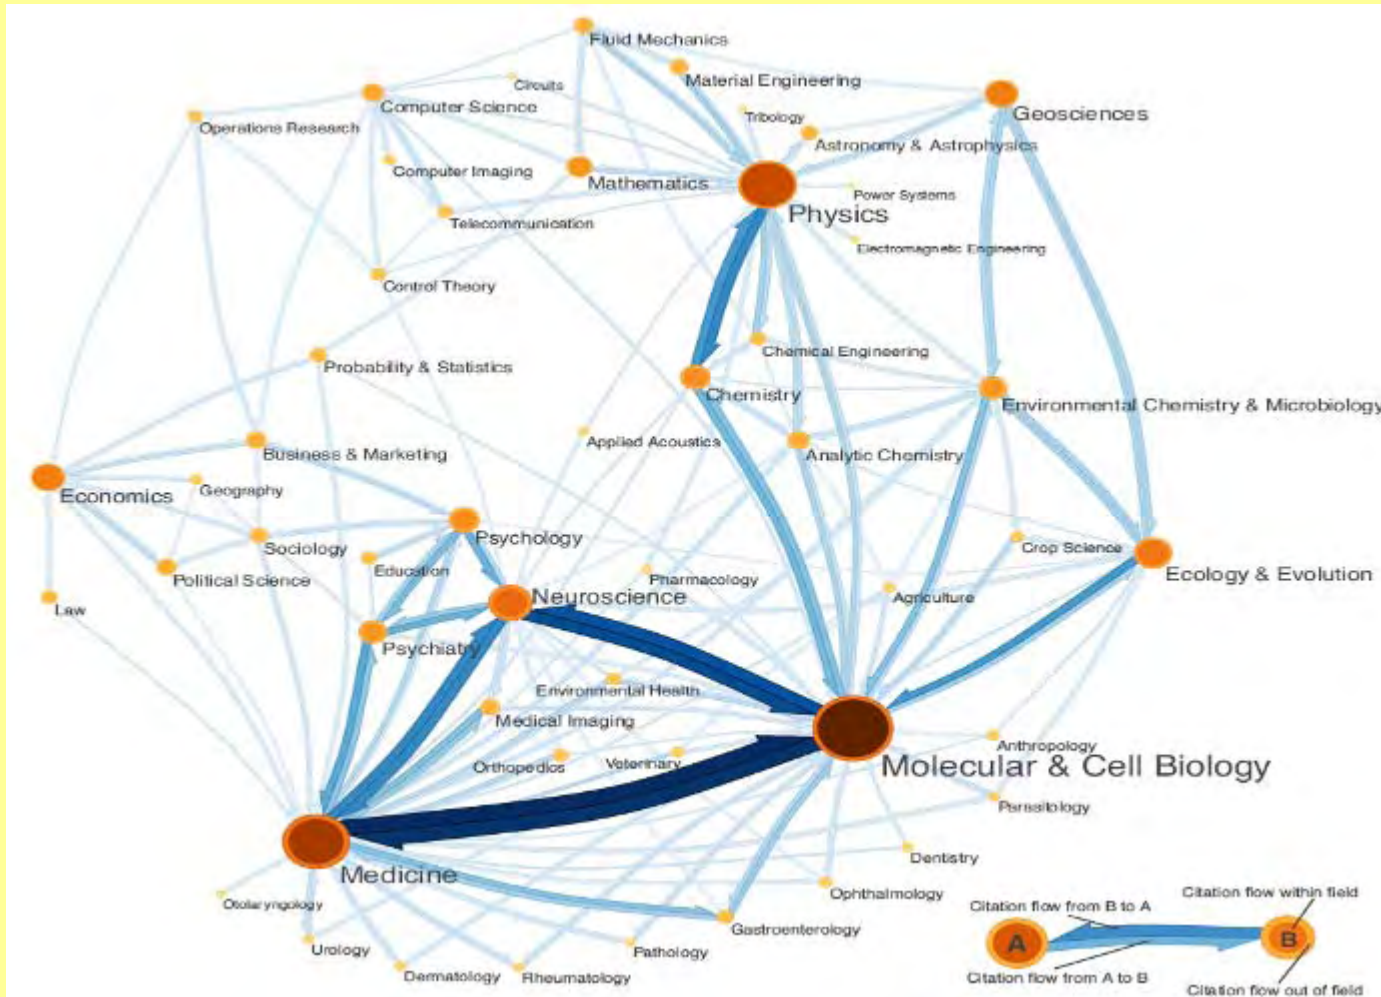 Fluid Mechanics
Material Engineering
Circuits
Computer Science
Geosciences
Tribology
Operations Research
Astronomy & Astrophysics
Computer Imaging
Mathematics
Power Systems
Physics
Telecommunication
Electromagnetic Engineering
Control Theory
Chemical Engineering
Probability & Statistics
Chemistry
Environmental Chemistry & Microbiology
Applied Acoustics
Business & Marketing
Analytic Chemistry
Geography
Economics
Psychology
Crop Science
Sociology
Education
Political Science
Ecology & Evolution
Pharmacology
Neuroscience
Agriculture
Law
Psychiatry
Environmental Health
Medical Imaging
Anthropology
Orthopedics
Veterinary
Molecular & Cell Biology
Parasitology
Dentistry
Medicine
Ophthalmology
Otolaryngology
Gastroenterology
Urology
Pathology
Dermatology
Rheumatology
Citation flow within field
Citation flow from B to A
A
B
Citation flow from A to B
Citation flow out of field